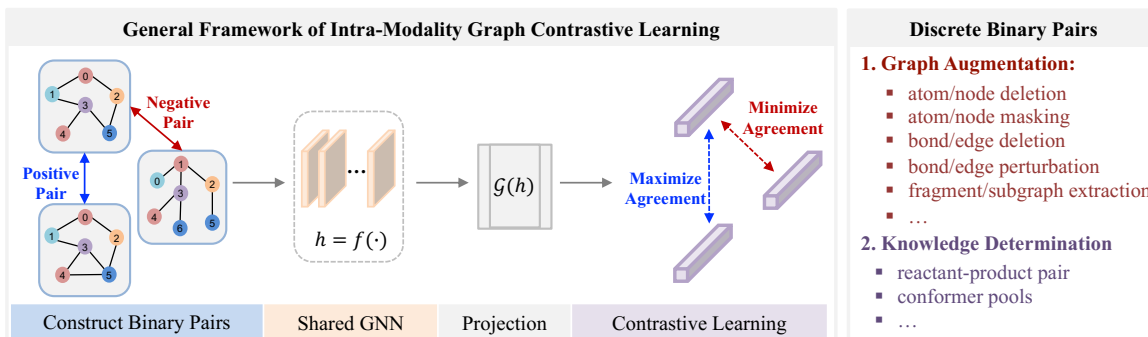 General Framework of Intra-Modality Graph Contrastive Learning
0
1
2
3
4
5
Negative
Pair
Positive
Pair
1
0
2
3
4
6
5
0
1
2
3
4
5
...
h = f(·)
𝒢(h)
Minimize
Agreement
Maximize
Agreement
Construct Binary Pairs
Shared GNN
Projection
Contrastive Learning
Discrete Binary Pairs
1. Graph Augmentation:
▪ atom/node deletion
▪ atom/node masking
▪ bond/edge deletion
▪ bond/edge perturbation
▪ fragment/subgraph extraction
▪ …
2. Knowledge Determination
▪ reactant-product pair
▪ conformer pools
▪ …